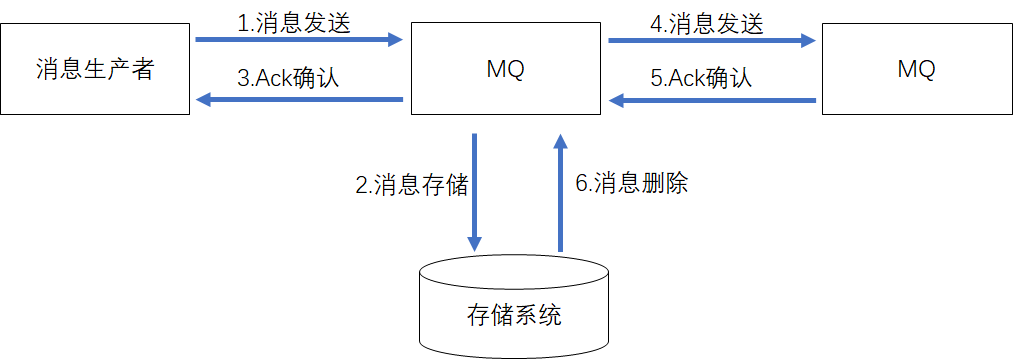 1.消息发送
4.消息发送
消息生产者
MQ
MQ
3.Ack确认
5.Ack确认
2.消息存储
6.消息删除
存储系统